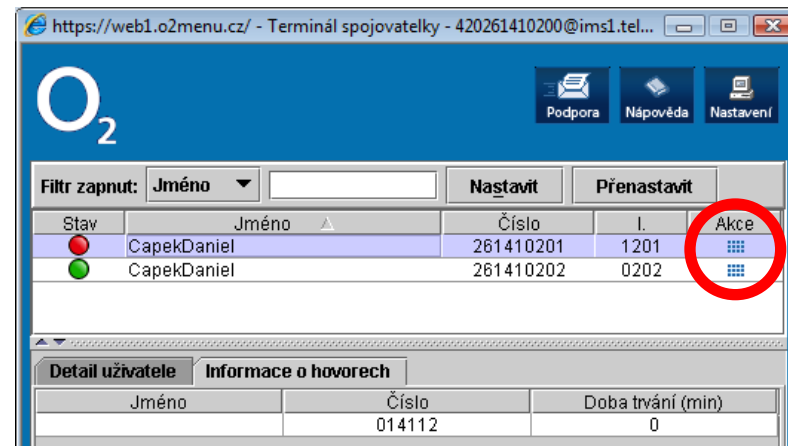 https://web1.o2menu.cz/ - Terminál spojovatelky - 420261410200@ims1.tel...
O2
Podpora Nápověda Nastavení
Filtr zapnut: Jméno Nastavit Přenastavit
Stav Jméno Číslo l. Akce
CapekDaniel 261410201 1201
CapekDaniel 261410202 0202
Detail uživatele Informace o hovorech
Jméno Číslo Doba trvání (min)
014112 0